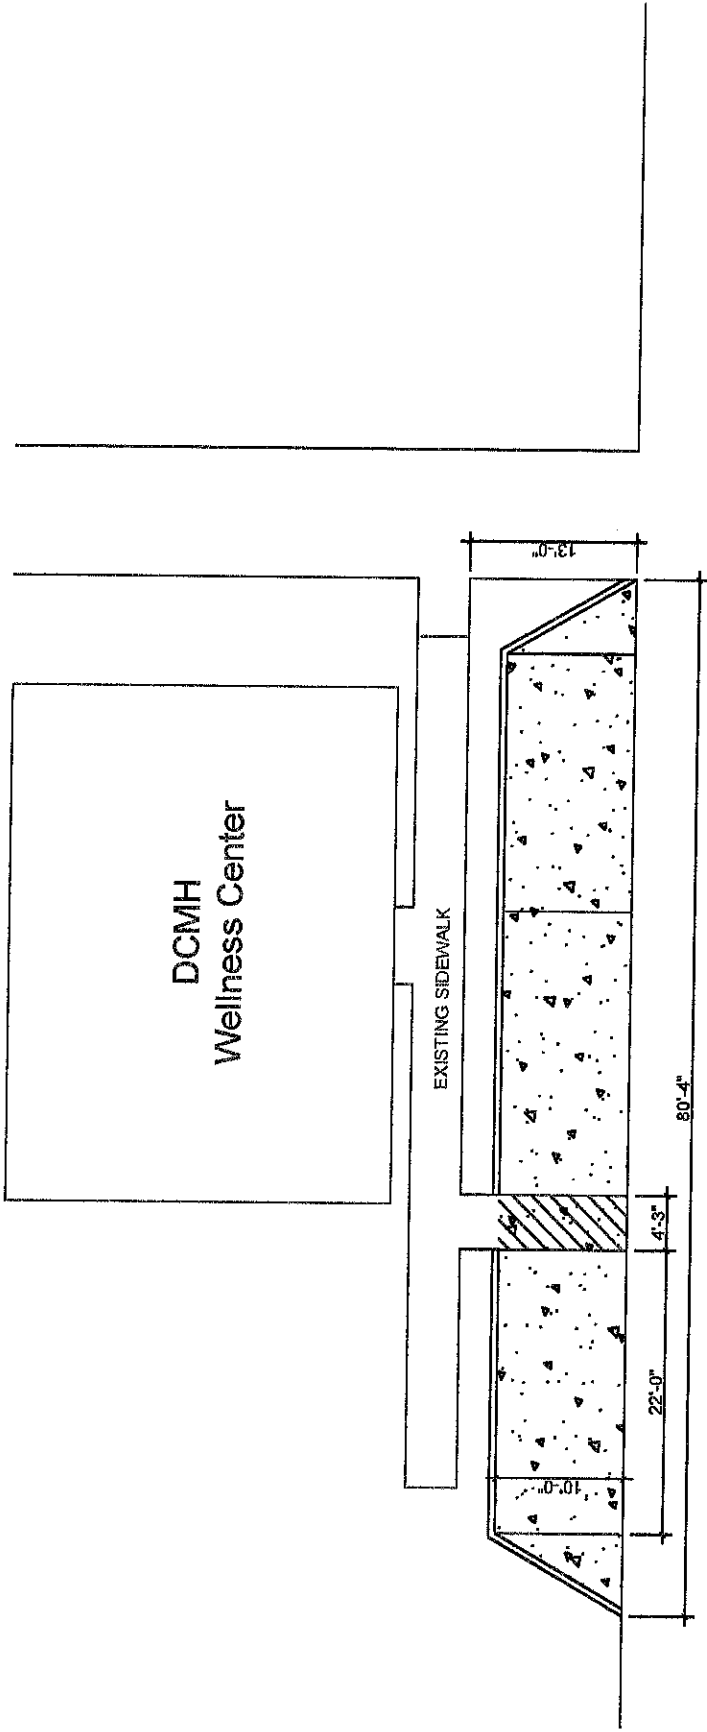 DCMH
Wellness Center
EXISTING SIDEWALK
13'-0"
10'-0"
22'-0"
4'-3"
80'-4"